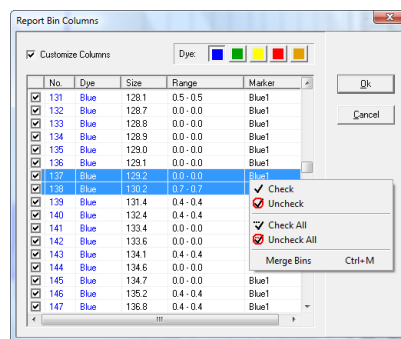 Report Bin Columns
Customize Columns Dye:
No. Dye Size Range Marker
131 Blue 128.1 0.5 - 0.5 Blue1
132 Blue 128.7 0.0 - 0.0 Blue1
133 Blue 128.8 0.0 - 0.0 Blue1
134 Blue 128.9 0.0 - 0.0 Blue1
135 Blue 129.0 0.0 - 0.0 Blue1
136 Blue 129.1 0.0 - 0.0 Blue1
137 Blue 129.2 0.0 - 0.0 Blue1
138 Blue 130.2 0.7 - 0.7
139 Blue 131.4 0.4 - 0.4
140 Blue 132.4 0.4 - 0.4
141 Blue 133.4 0.0 - 0.0
142 Blue 133.6 0.0 - 0.0
143 Blue 134.1 0.4 - 0.4
144 Blue 134.6 0.0 - 0.0
145 Blue 134.7 0.0 - 0.0 Blue1
146 Blue 135.2 0.4 - 0.4 Blue1
147 Blue 136.8 0.4 - 0.4 Blue1
Ok
Cancel
Check
Uncheck
Check All
Uncheck All
Merge Bins Ctrl+M